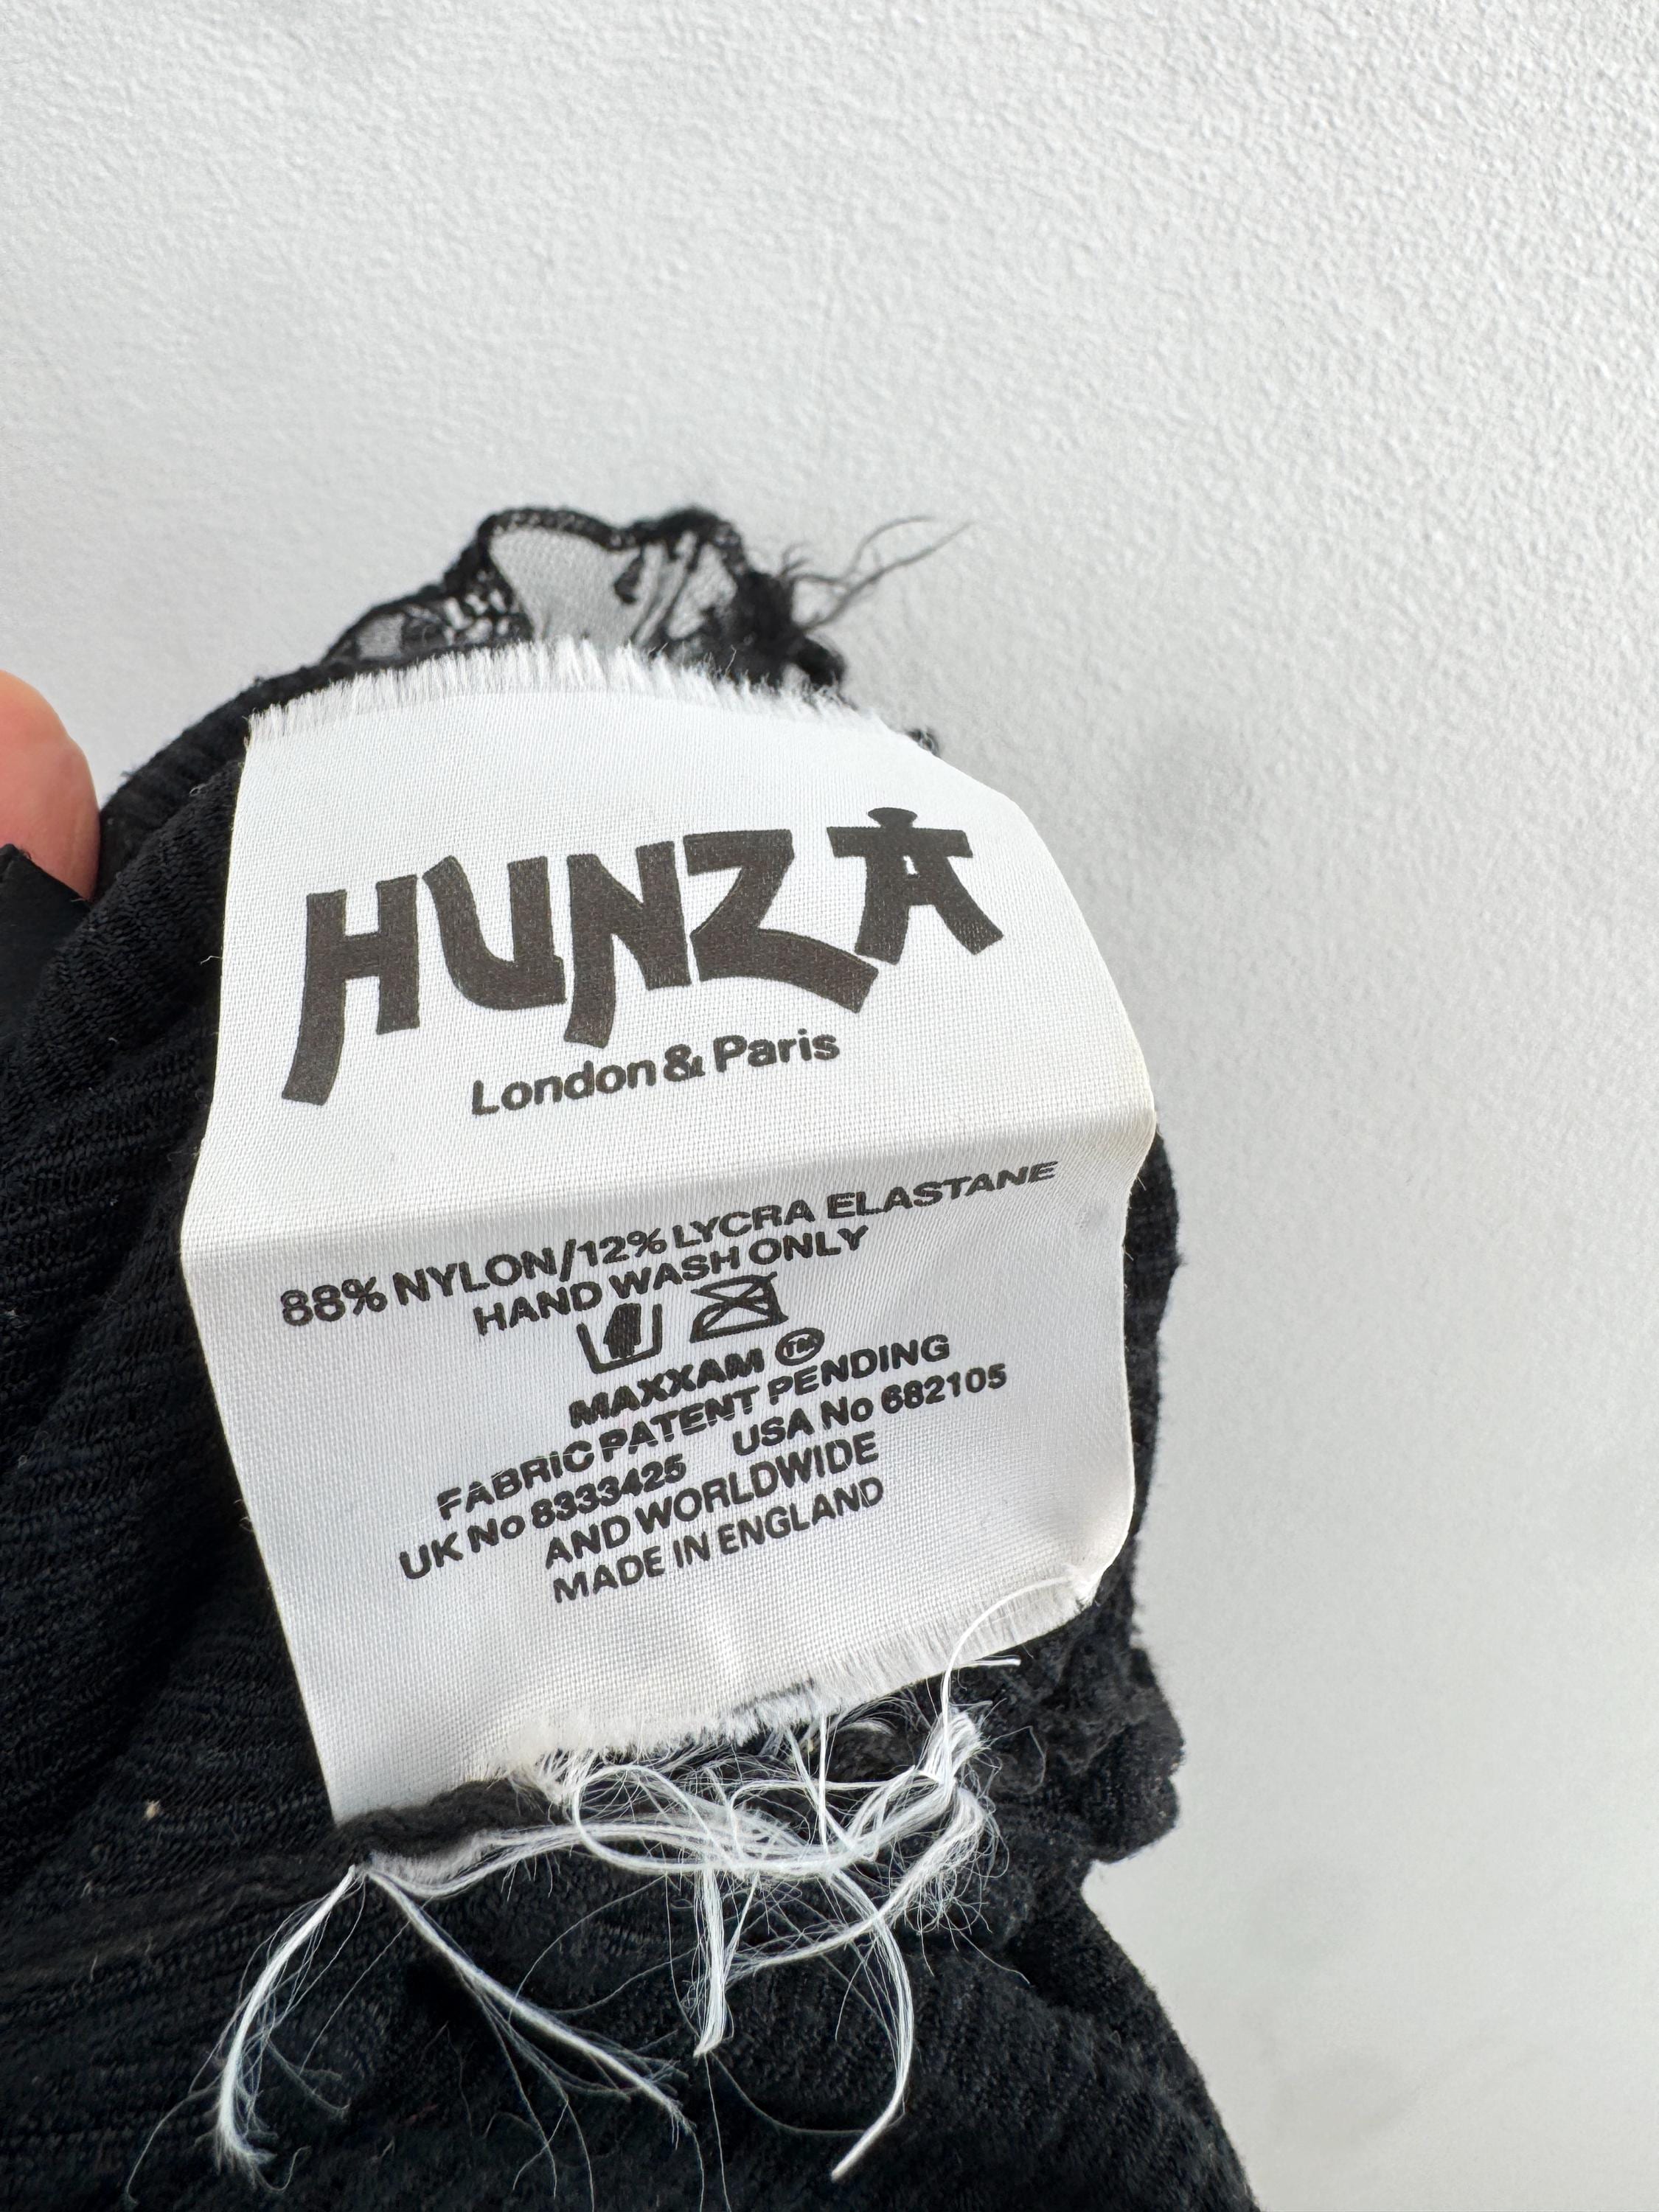 HUNZA
London & Paris
88% NYLON/12% LYCRA ELASTANE
HAND WASH ONLY
MAXXAM TM
FABRIC PATENT PENDING
UK No 8333425 USA No 682105
AND WORLDWIDE
MADE IN ENGLAND